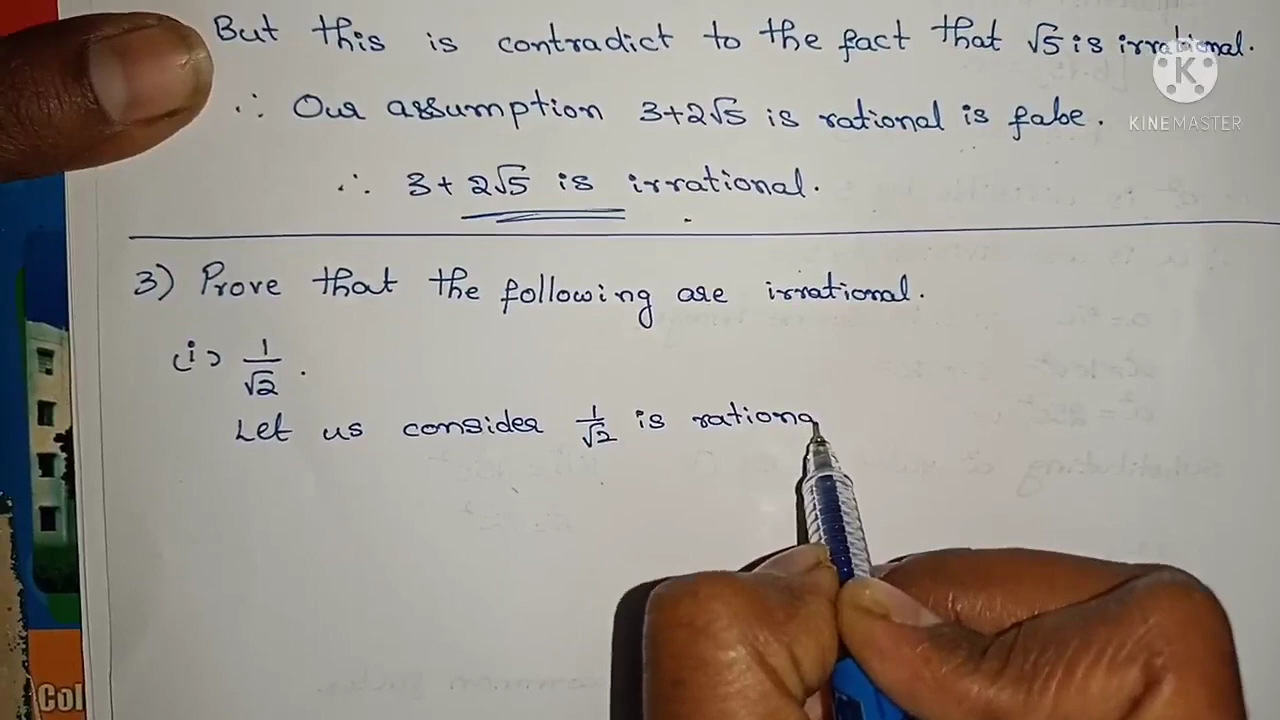 But this is contradict to the fact that √5 is irrational.
∴ Our assumption 3+2√5 is rational is false.
∴ 3+2√5 is irrational.
3) Prove that the following are irrational.
(i) 1/√2.
Let us consider 1/√2 is rationa
KINEMASTER
Col